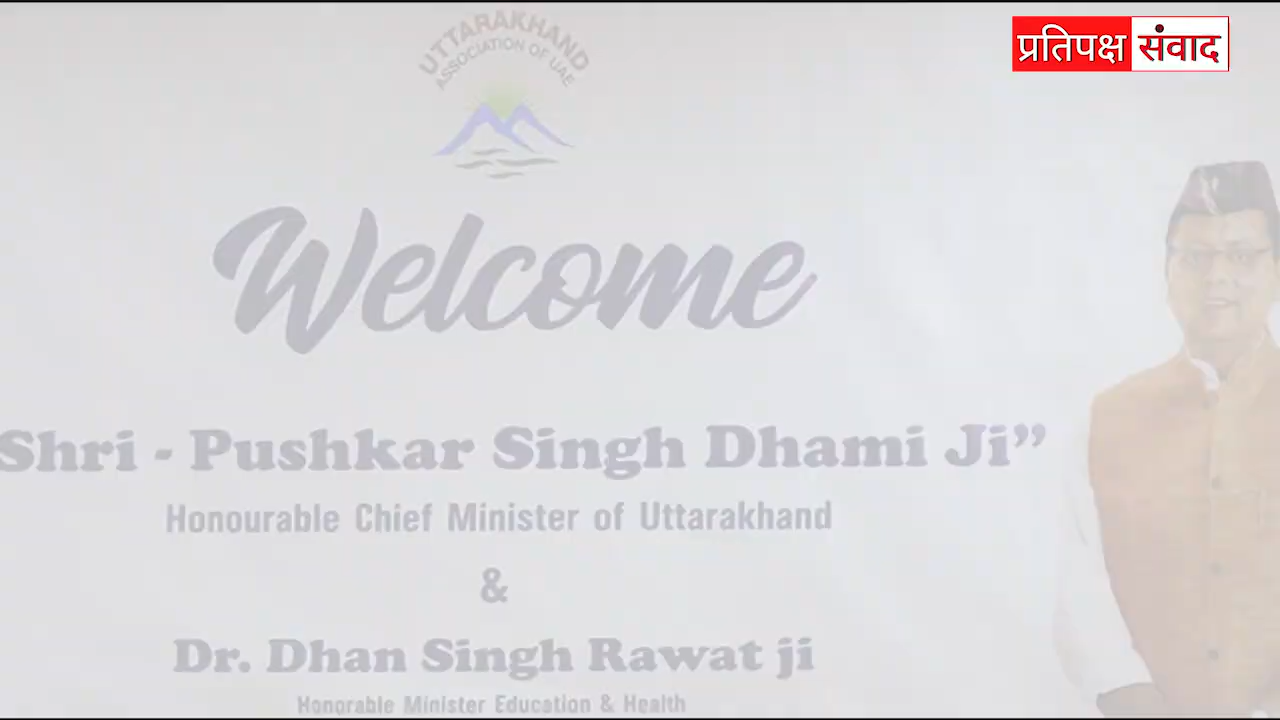 प्रतिपक्ष संवाद
UTTARAKHAND
ASSOCIATION OF UAE
Welcome
Shri - Pushkar Singh Dhami Ji”
Honourable Chief Minister of Uttarakhand
&
Dr. Dhan Singh Rawat ji
Honorable Minister Education & Health